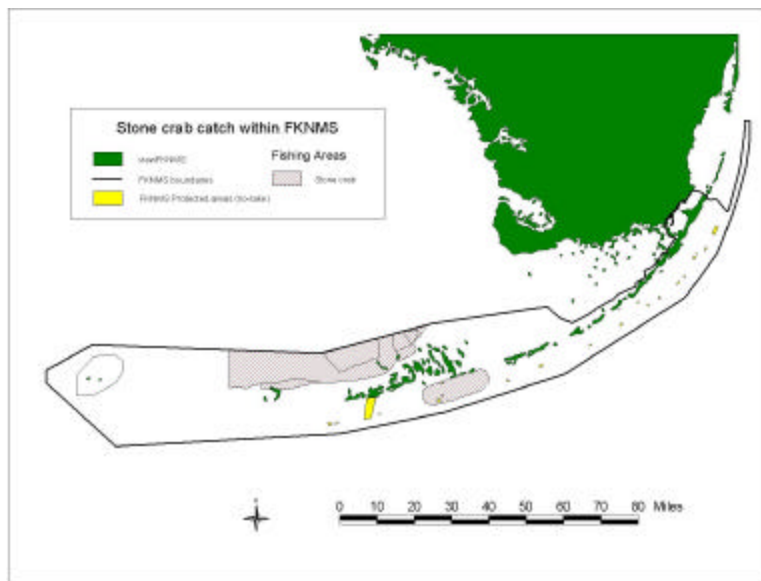 Stone crab catch within FKNMS
Fishing Areas
FKNMS boundaries
Stone crab
FKNMS Protected areas (no-take)
0 10 20 30 40 50 60 70 80 Miles